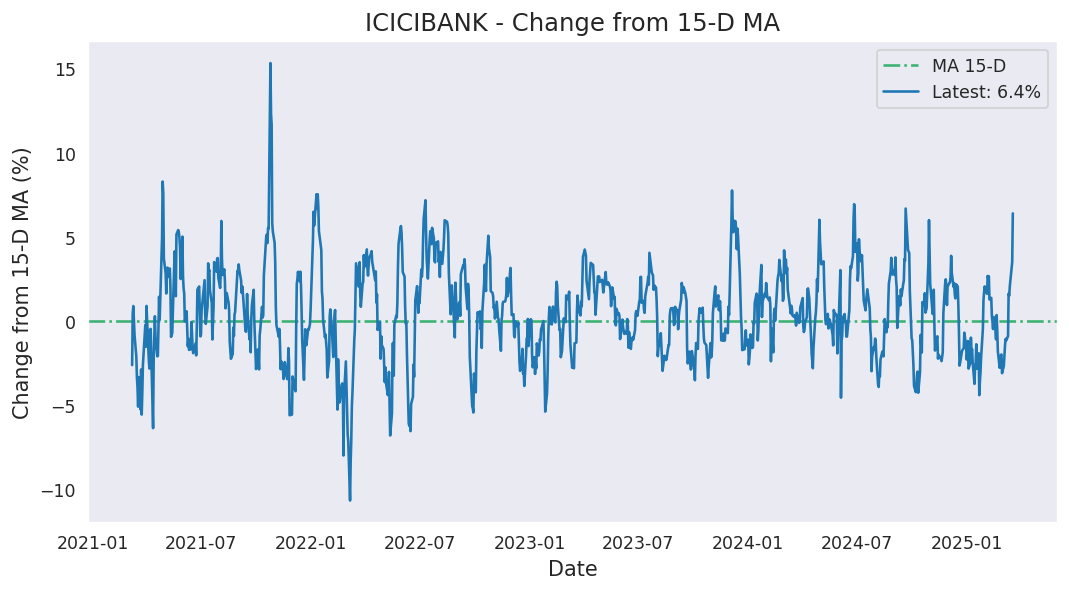 ICICIBANK - Change from 15-D MA
MA 15-D
Latest: 6.4%
Change from 15-D MA (%)
15
10
5
0
−5
−10
2021-01 2021-07 2022-01 2022-07 2023-01 2023-07 2024-01 2024-07 2025-01
Date